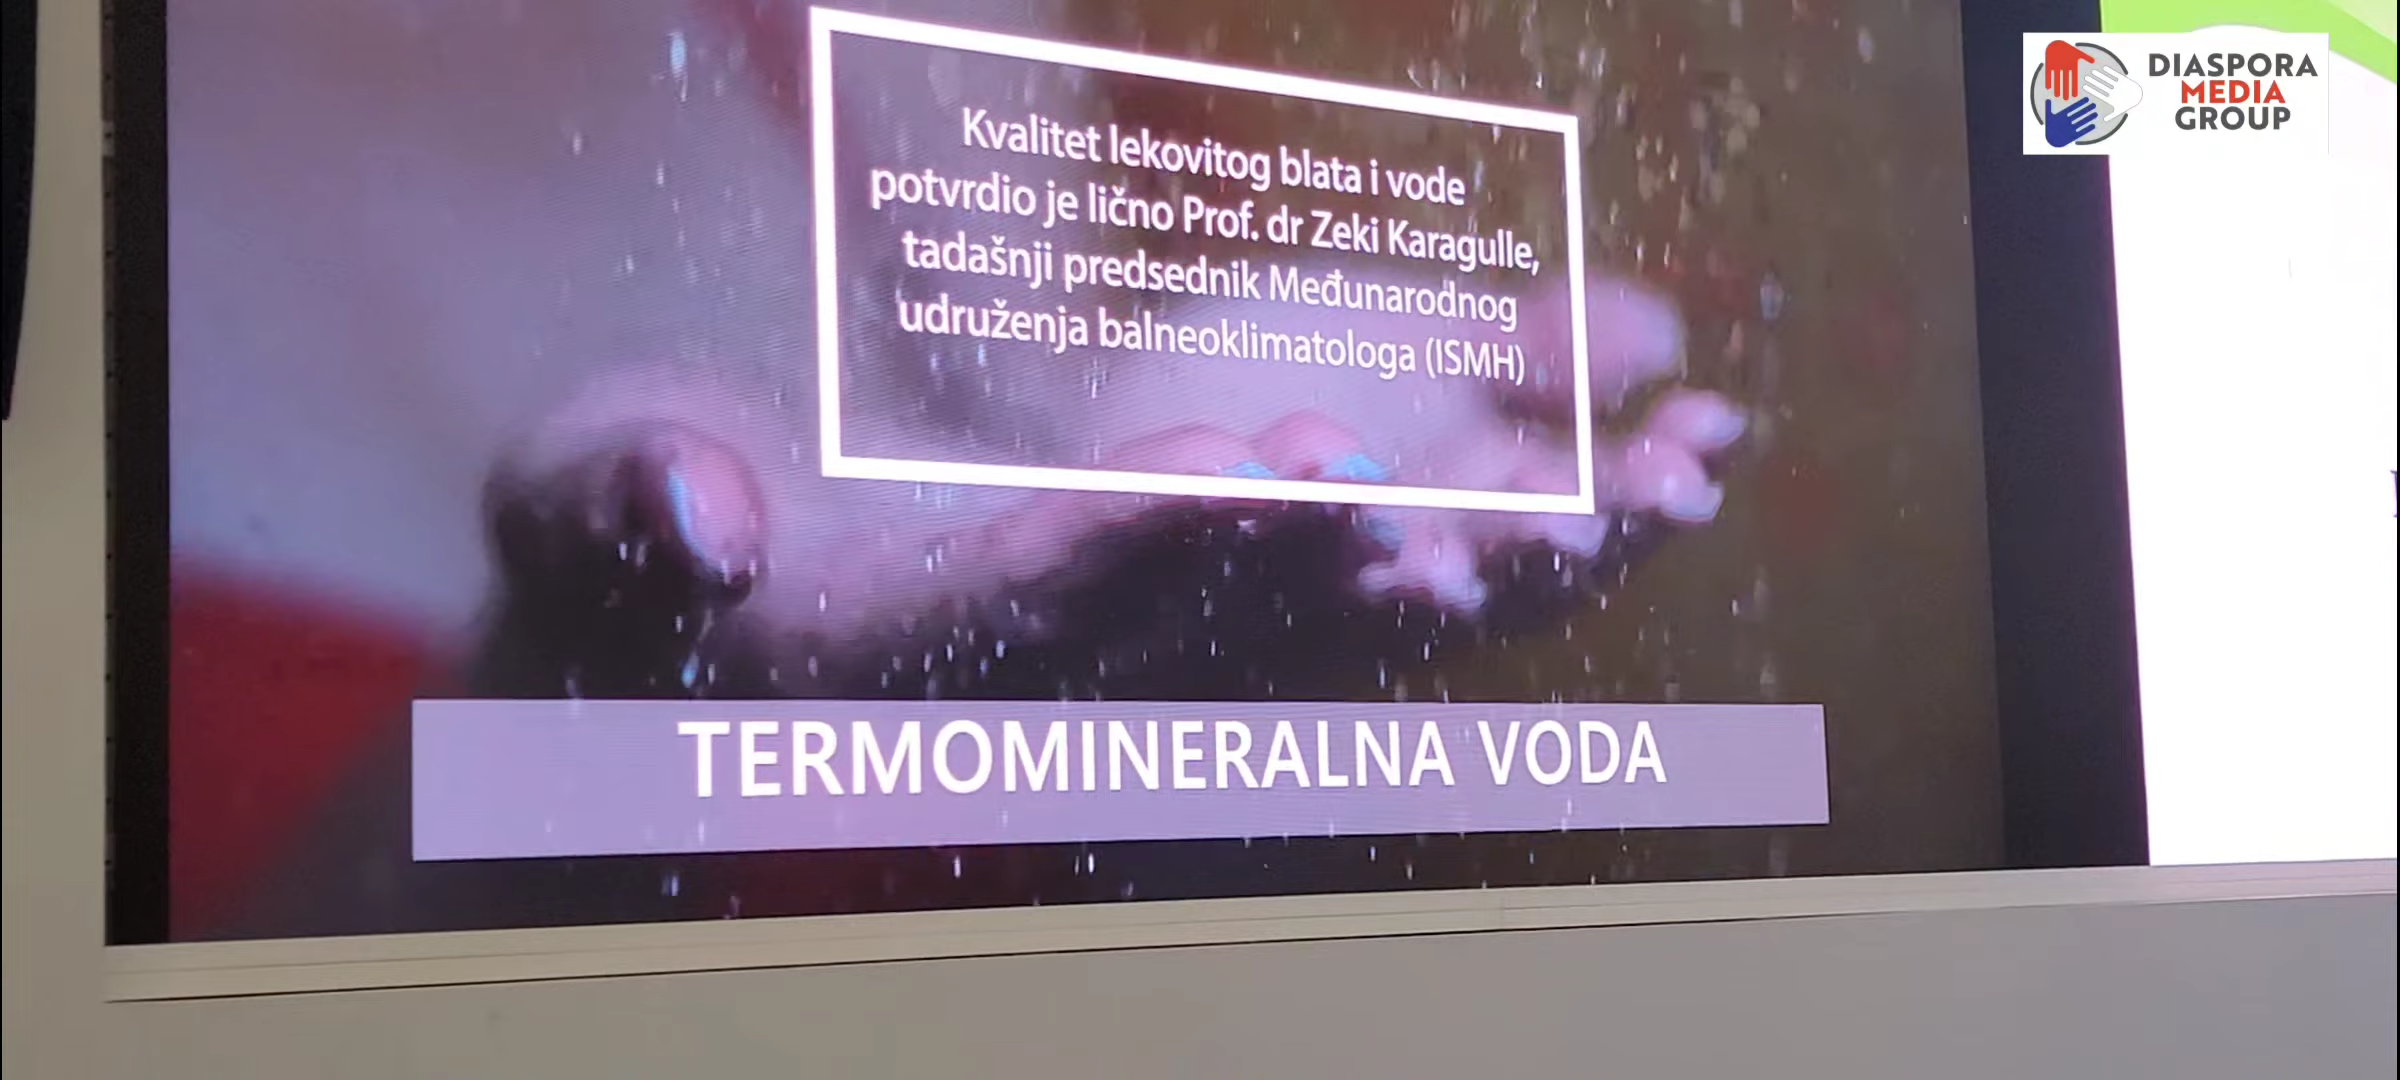 Kvalitet lekovitog blata i vode
potvrdio je lično Prof. dr Zeki Karagulle,
tadašnji predsednik Međunarodnog
udruženja balneoklimatologa (ISMH)
TERMOMINERALNA VODA
DIASPORA
MEDIA
GROUP